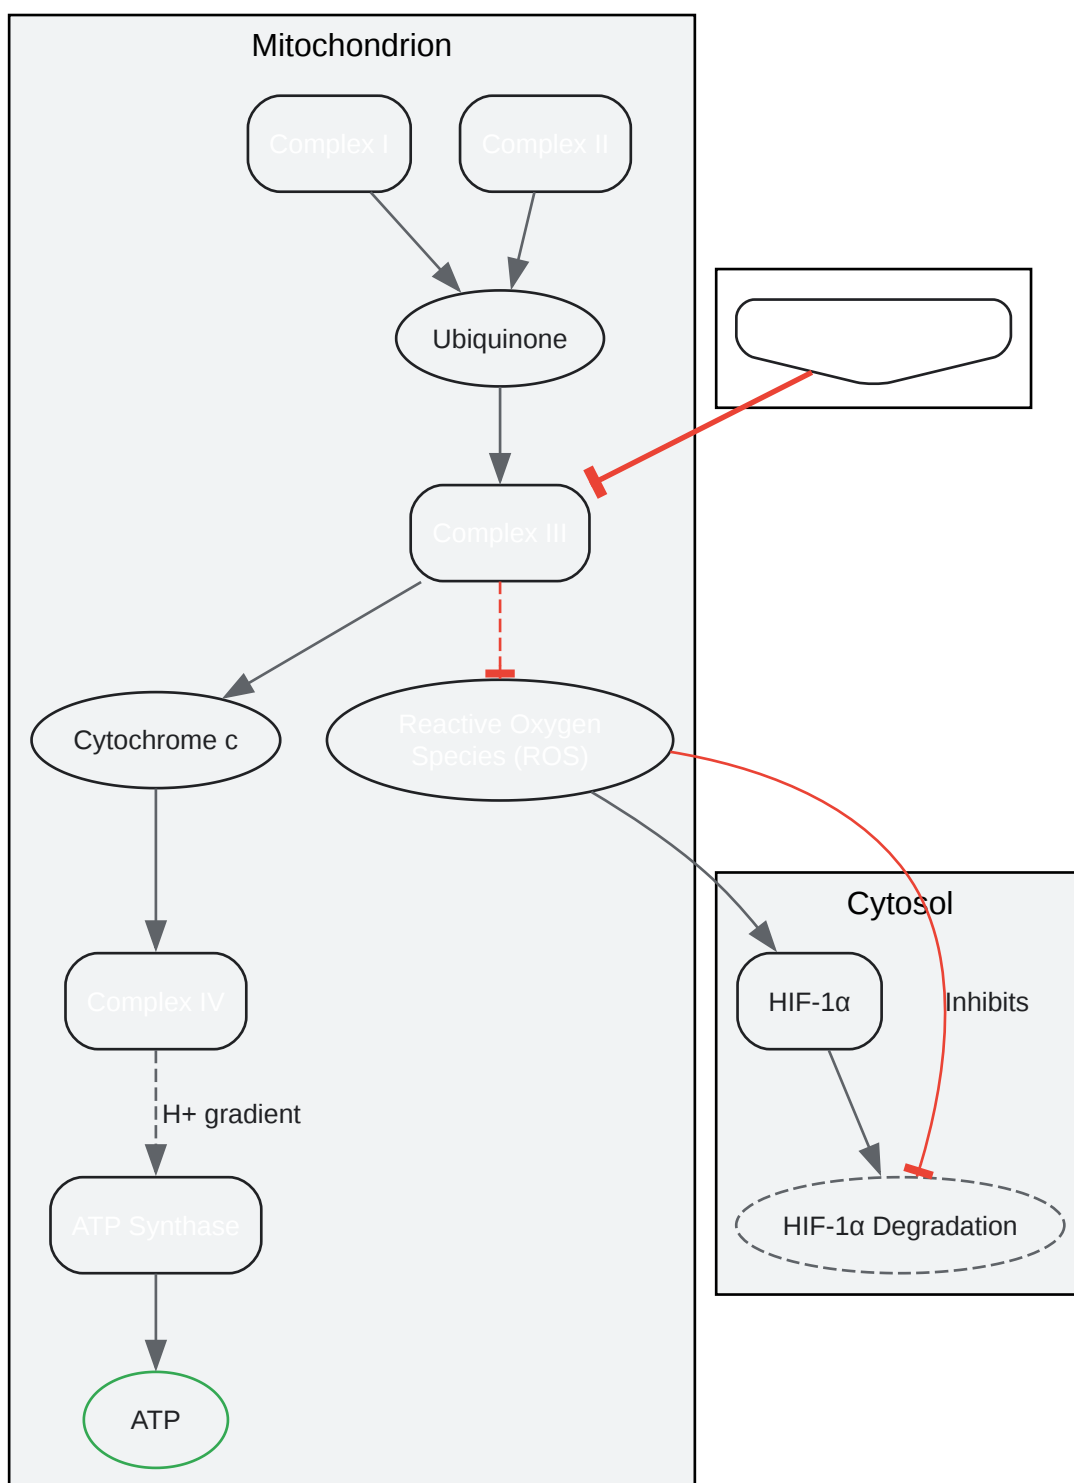 Mitochondrion
Complex I
Complex II
Ubiquinone
Complex III
Cytochrome c
Reactive Oxygen
Species (ROS)
Cytosol
Complex IV
HIF-1α
Inhibits
H+ gradient
ATP Synthase
HIF-1α Degradation
ATP